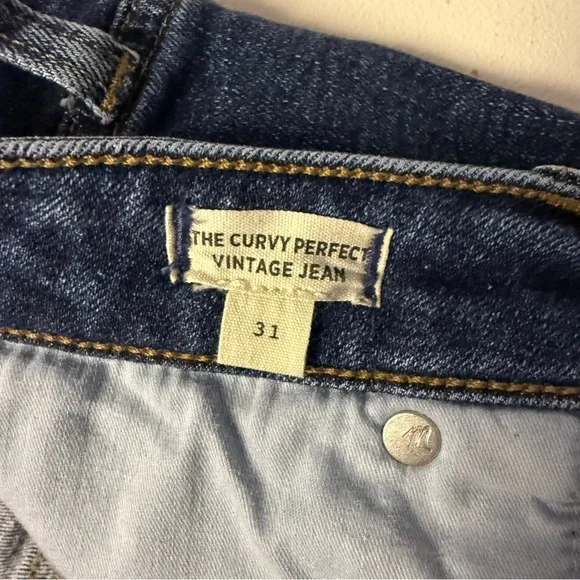 THE CURVY PERFECT
VINTAGE JEAN
31
m